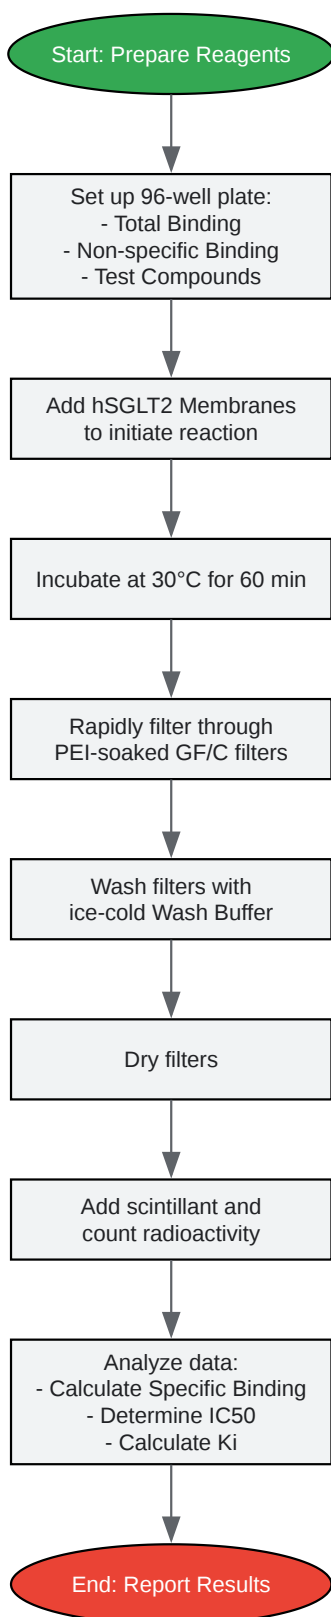 Start: Prepare Reagents
Set up 96-well plate:
- Total Binding
- Non-specific Binding
- Test Compounds
Add hSGLT2 Membranes
to initiate reaction
Incubate at 30°C for 60 min
Rapidly filter through
PEI-soaked GF/C filters
Wash filters with
ice-cold Wash Buffer
Dry filters
Add scintillant and
count radioactivity
Analyze data:
- Calculate Specific Binding
- Determine IC50
- Calculate Ki
End: Report Results